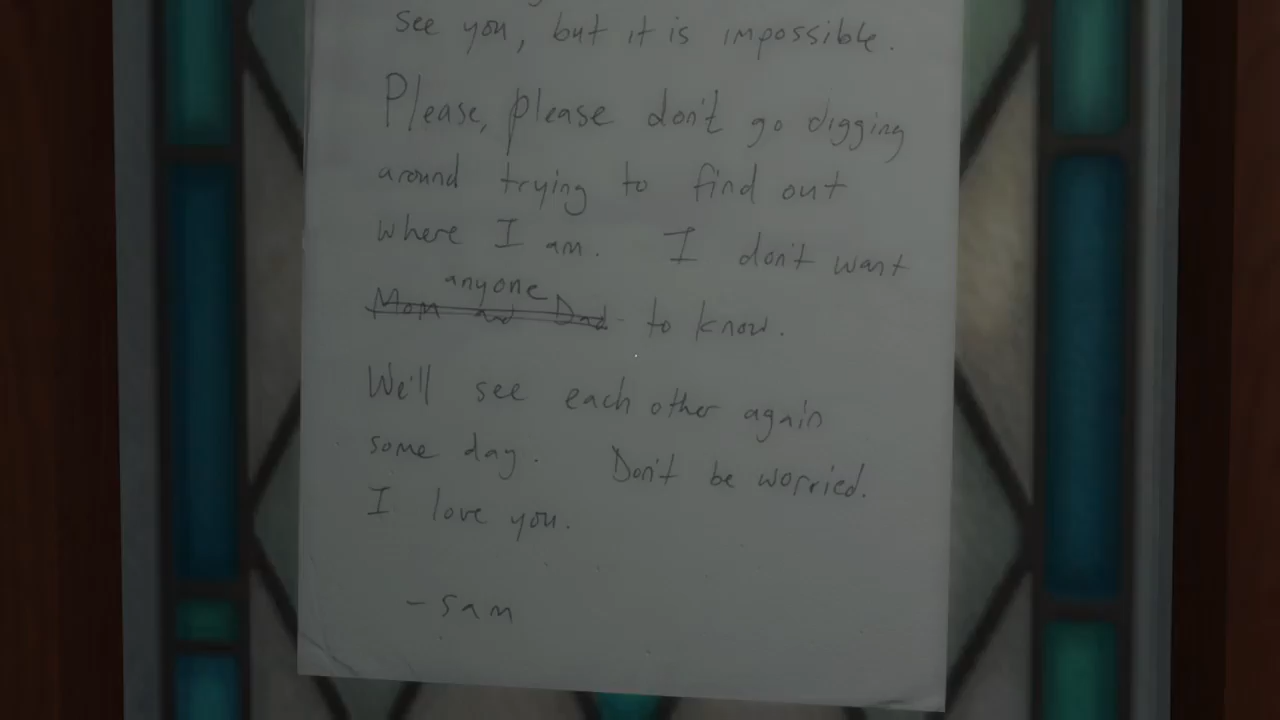 see you, but it is impossible.
Please, please don't go digging
around trying to find out
where I am. I don't want
anyone
Mom and Dad to know.
We'll see each other again
some day. Don't be worried.
I love you.
- Sam